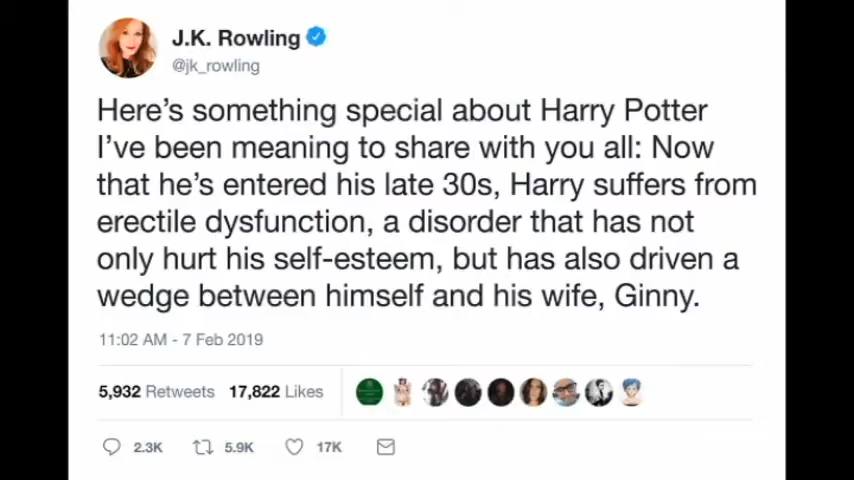 J.K. Rowling
@jk_rowling
Here's something special about Harry Potter
I've been meaning to share with you all: Now
that he's entered his late 30s, Harry suffers from
erectile dysfunction, a disorder that has not
only hurt his self-esteem, but has also driven a
wedge between himself and his wife, Ginny.
11:02 AM - 7 Feb 2019
5,932 Retweets 17,822 Likes
2.3K 5.9K 17K